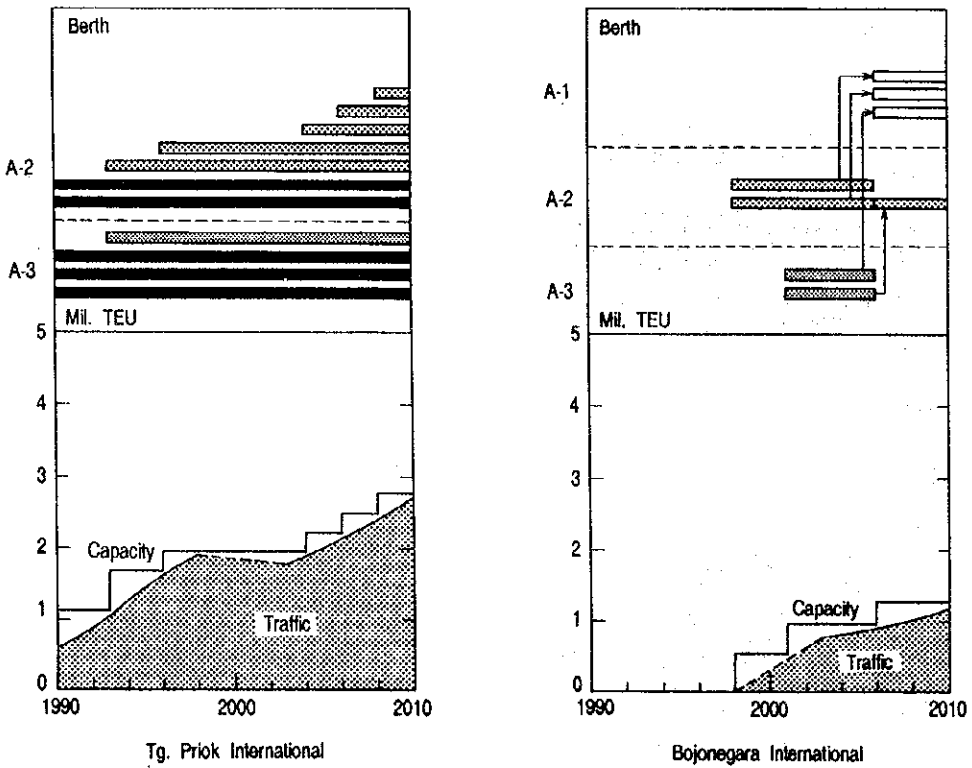 Berth
A-2
A-3
Mil. TEU
5
4
3
2
1
0
Capacity
Traffic
1990
2000
2010
Tg. Priok International
Berth
A-1
A-2
A-3
Mil. TEU
5
4
3
2
1
0
Capacity
Traffic
1990
2000
2010
Bojonegara International